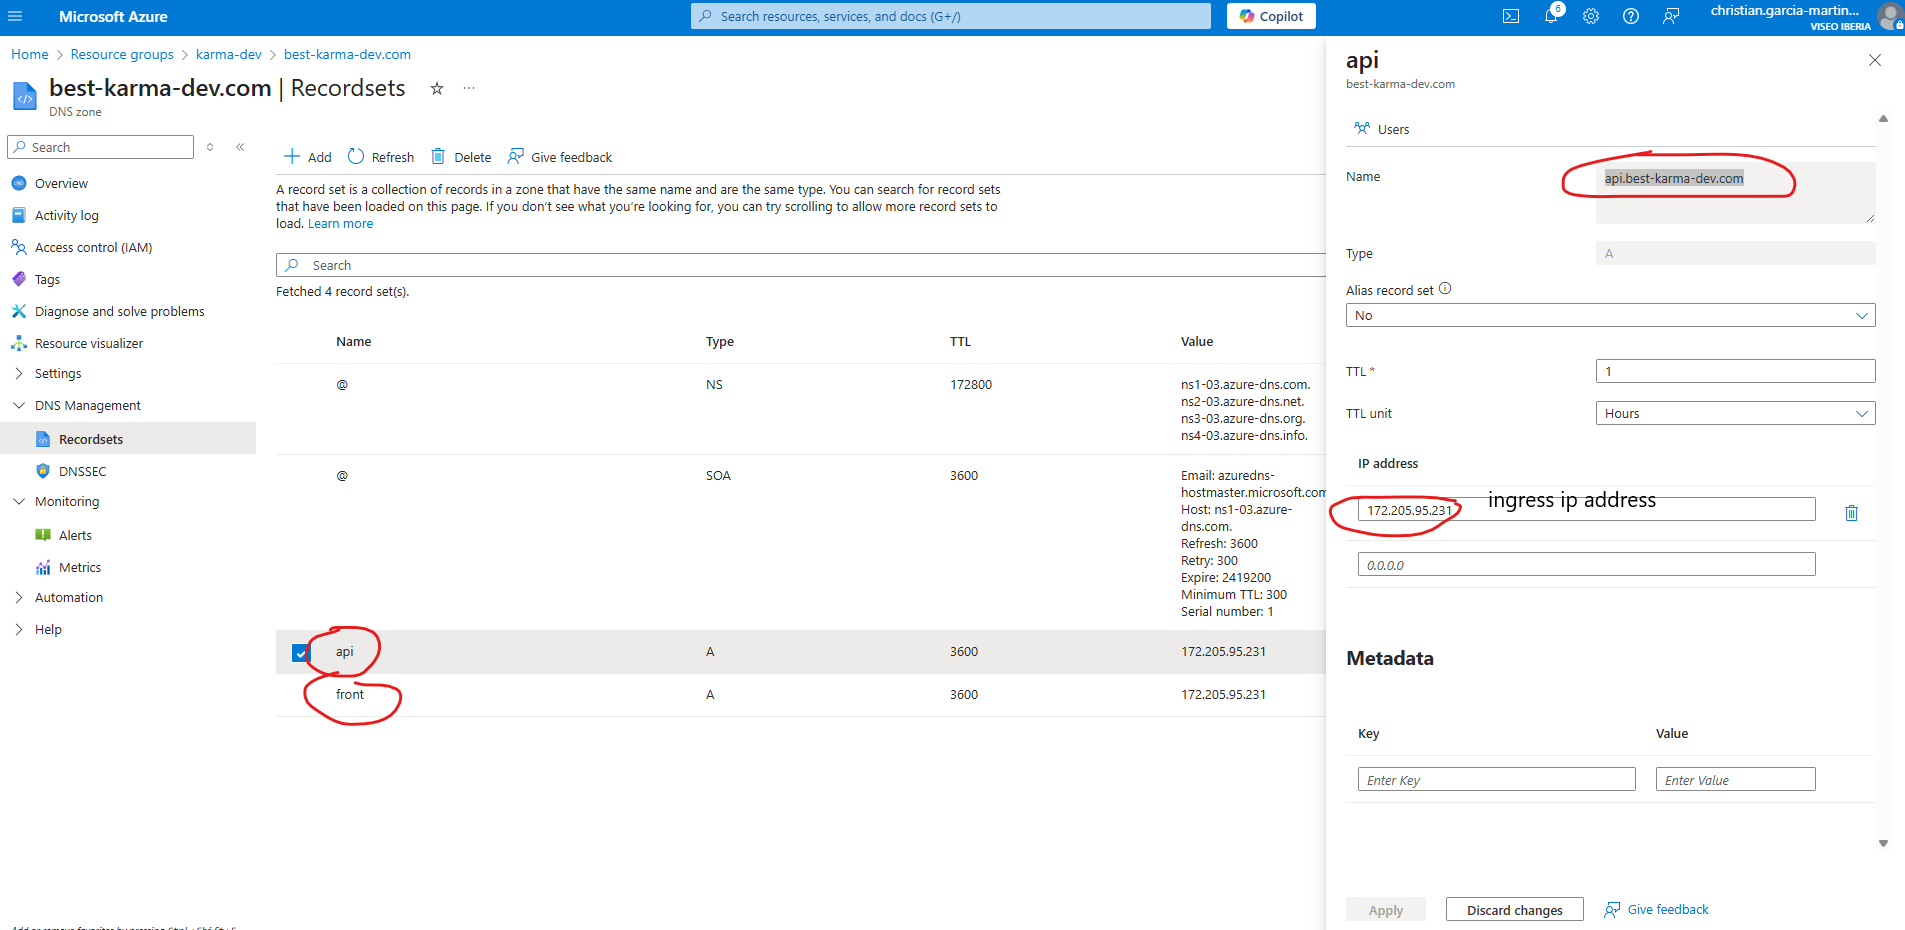 Microsoft Azure
Search resources, services, and docs (G+/)
Copilot
6
christian.garcia-martin...
VISEO IBERIA
Home > Resource groups > karma-dev > best-karma-dev.com
best-karma-dev.com | Recordsets
DNS zone
Search
Overview
Activity log
Access control (IAM)
Tags
Diagnose and solve problems
Resource visualizer
Settings
DNS Management
Recordsets
DNSSEC
Monitoring
Alerts
Metrics
Automation
Help
Add Refresh Delete Give feedback
A record set is a collection of records in a zone that have the same name and are the same type. You can search for record sets
that have been loaded on this page. If you don't see what you're looking for, you can try scrolling to allow more record sets to
load. Learn more
Search
Fetched 4 record set(s).
Name Type TTL Value
@ NS 172800 ns1-03.azure-dns.com.
ns2-03.azure-dns.net.
ns3-03.azure-dns.org.
ns4-03.azure-dns.info.
@ SOA 3600 Email: azuredns-
hostmaster.microsoft.com
Host: ns1-03.azure-
dns.com.
Refresh: 3600
Retry: 300
Expire: 2419200
Minimum TTL: 300
Serial number: 1
api A 3600 172.205.95.231
front A 3600 172.205.95.231
api
best-karma-dev.com
Users
Name api.best-karma-dev.com
Type A
Alias record set
No
TTL * 1
TTL unit Hours
IP address
172.205.95.231 ingress ip address
0.0.0.0
Metadata
Key Value
Enter Key Enter Value
Apply Discard changes Give feedback